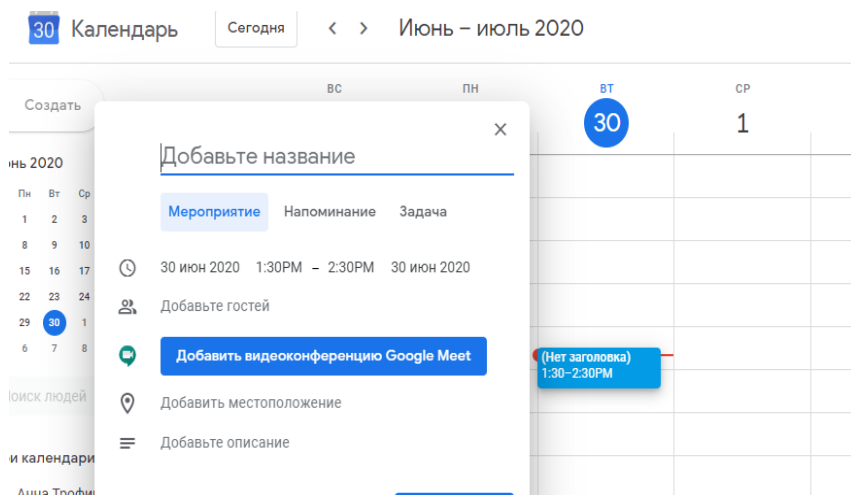 30 Календарь Сегодня < > Июнь – июль 2020
ВС ПН ВТ СР
30 1
Создать
Добавьте название
2020
Пн Вт Ср
Мероприятие Напоминание Задача
1 2 3
8 9 10
15 16 17
30 июн 2020 1:30PM – 2:30PM 30 июн 2020
22 23 24
Добавьте гостей
29 30 1
6 7 8
Добавить видеоконференцию Google Meet
(Нет заголовка)
1:30–2:30PM
людей
Добавить местоположение
Добавьте описание
календари